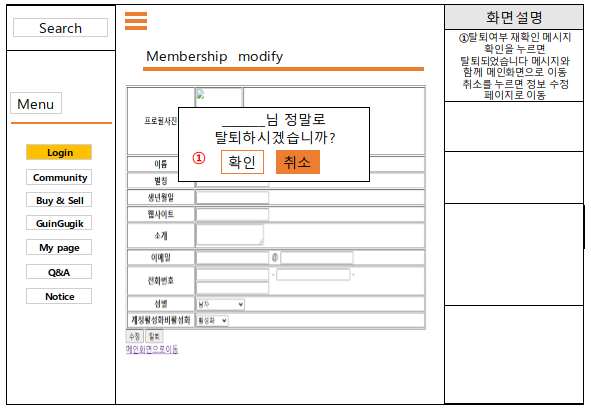 Search
Menu
Login
Community
Buy & Sell
GuinGugik
My page
Q&A
Notice
Membership modify
프로필사진
______님 정말로
탈퇴하시겠습니까?
① 확인 취소
이름
별칭
생년월일
웹사이트
소개
이메일 @
전화번호 - -
성별 남자
계정활성화비활성화 활성화
수정 탈퇴
메인화면으로이동
화면설명
①탈퇴여부 재확인 메시지
확인을 누르면
탈퇴되었습니다 메시지와
함께 메인화면으로 이동
취소를 누르면 정보 수정
페이지로 이동